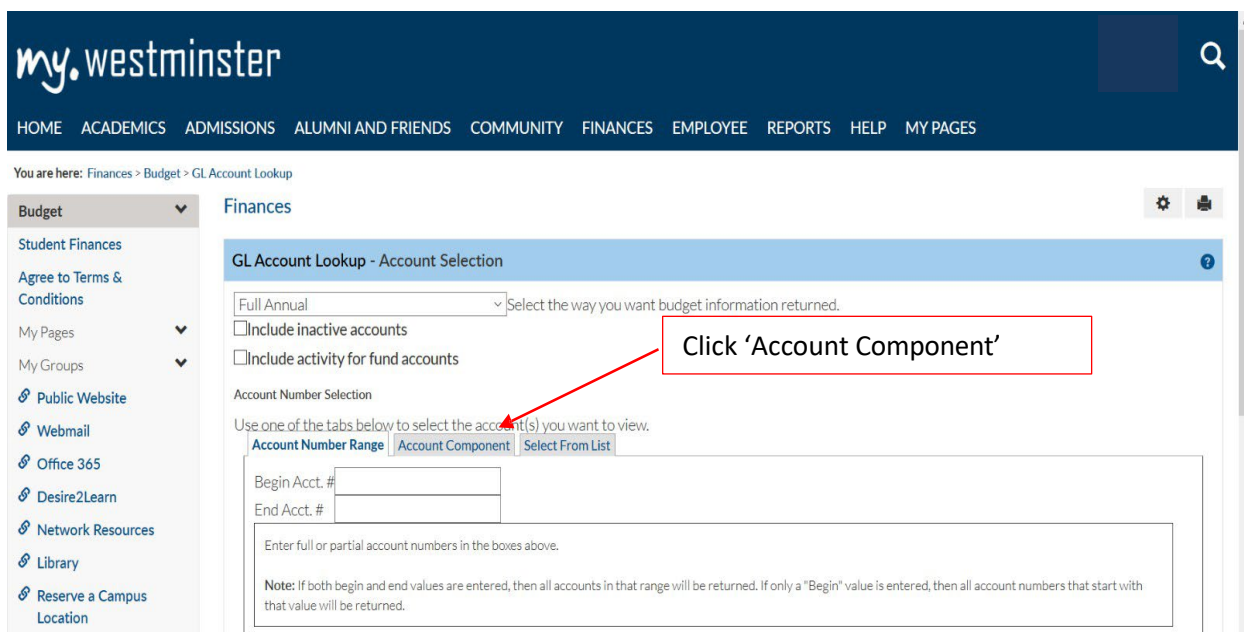 my.westminster
HOME ACADEMICS ADMISSIONS ALUMNI AND FRIENDS COMMUNITY FINANCES EMPLOYEE REPORTS HELP MY PAGES
You are here: Finances > Budget > GL Account Lookup
Budget
Student Finances
Agree to Terms &
Conditions
My Pages
My Groups
Public Website
Webmail
Office 365
Desire2Learn
Network Resources
Library
Reserve a Campus
Location
Finances
GL Account Lookup - Account Selection
Full Annual Select the way you want budget information returned.
Include inactive accounts
Include activity for fund accounts
Click ‘Account Component’
Account Number Selection
Use one of the tabs below to select the account(s) you want to view.
Account Number Range Account Component Select From List
Begin Acct. #
End Acct. #
Enter full or partial account numbers in the boxes above.
Note: If both begin and end values are entered, then all accounts in that range will be returned. If only a "Begin" value is entered, then all account numbers that start with
that value will be returned.